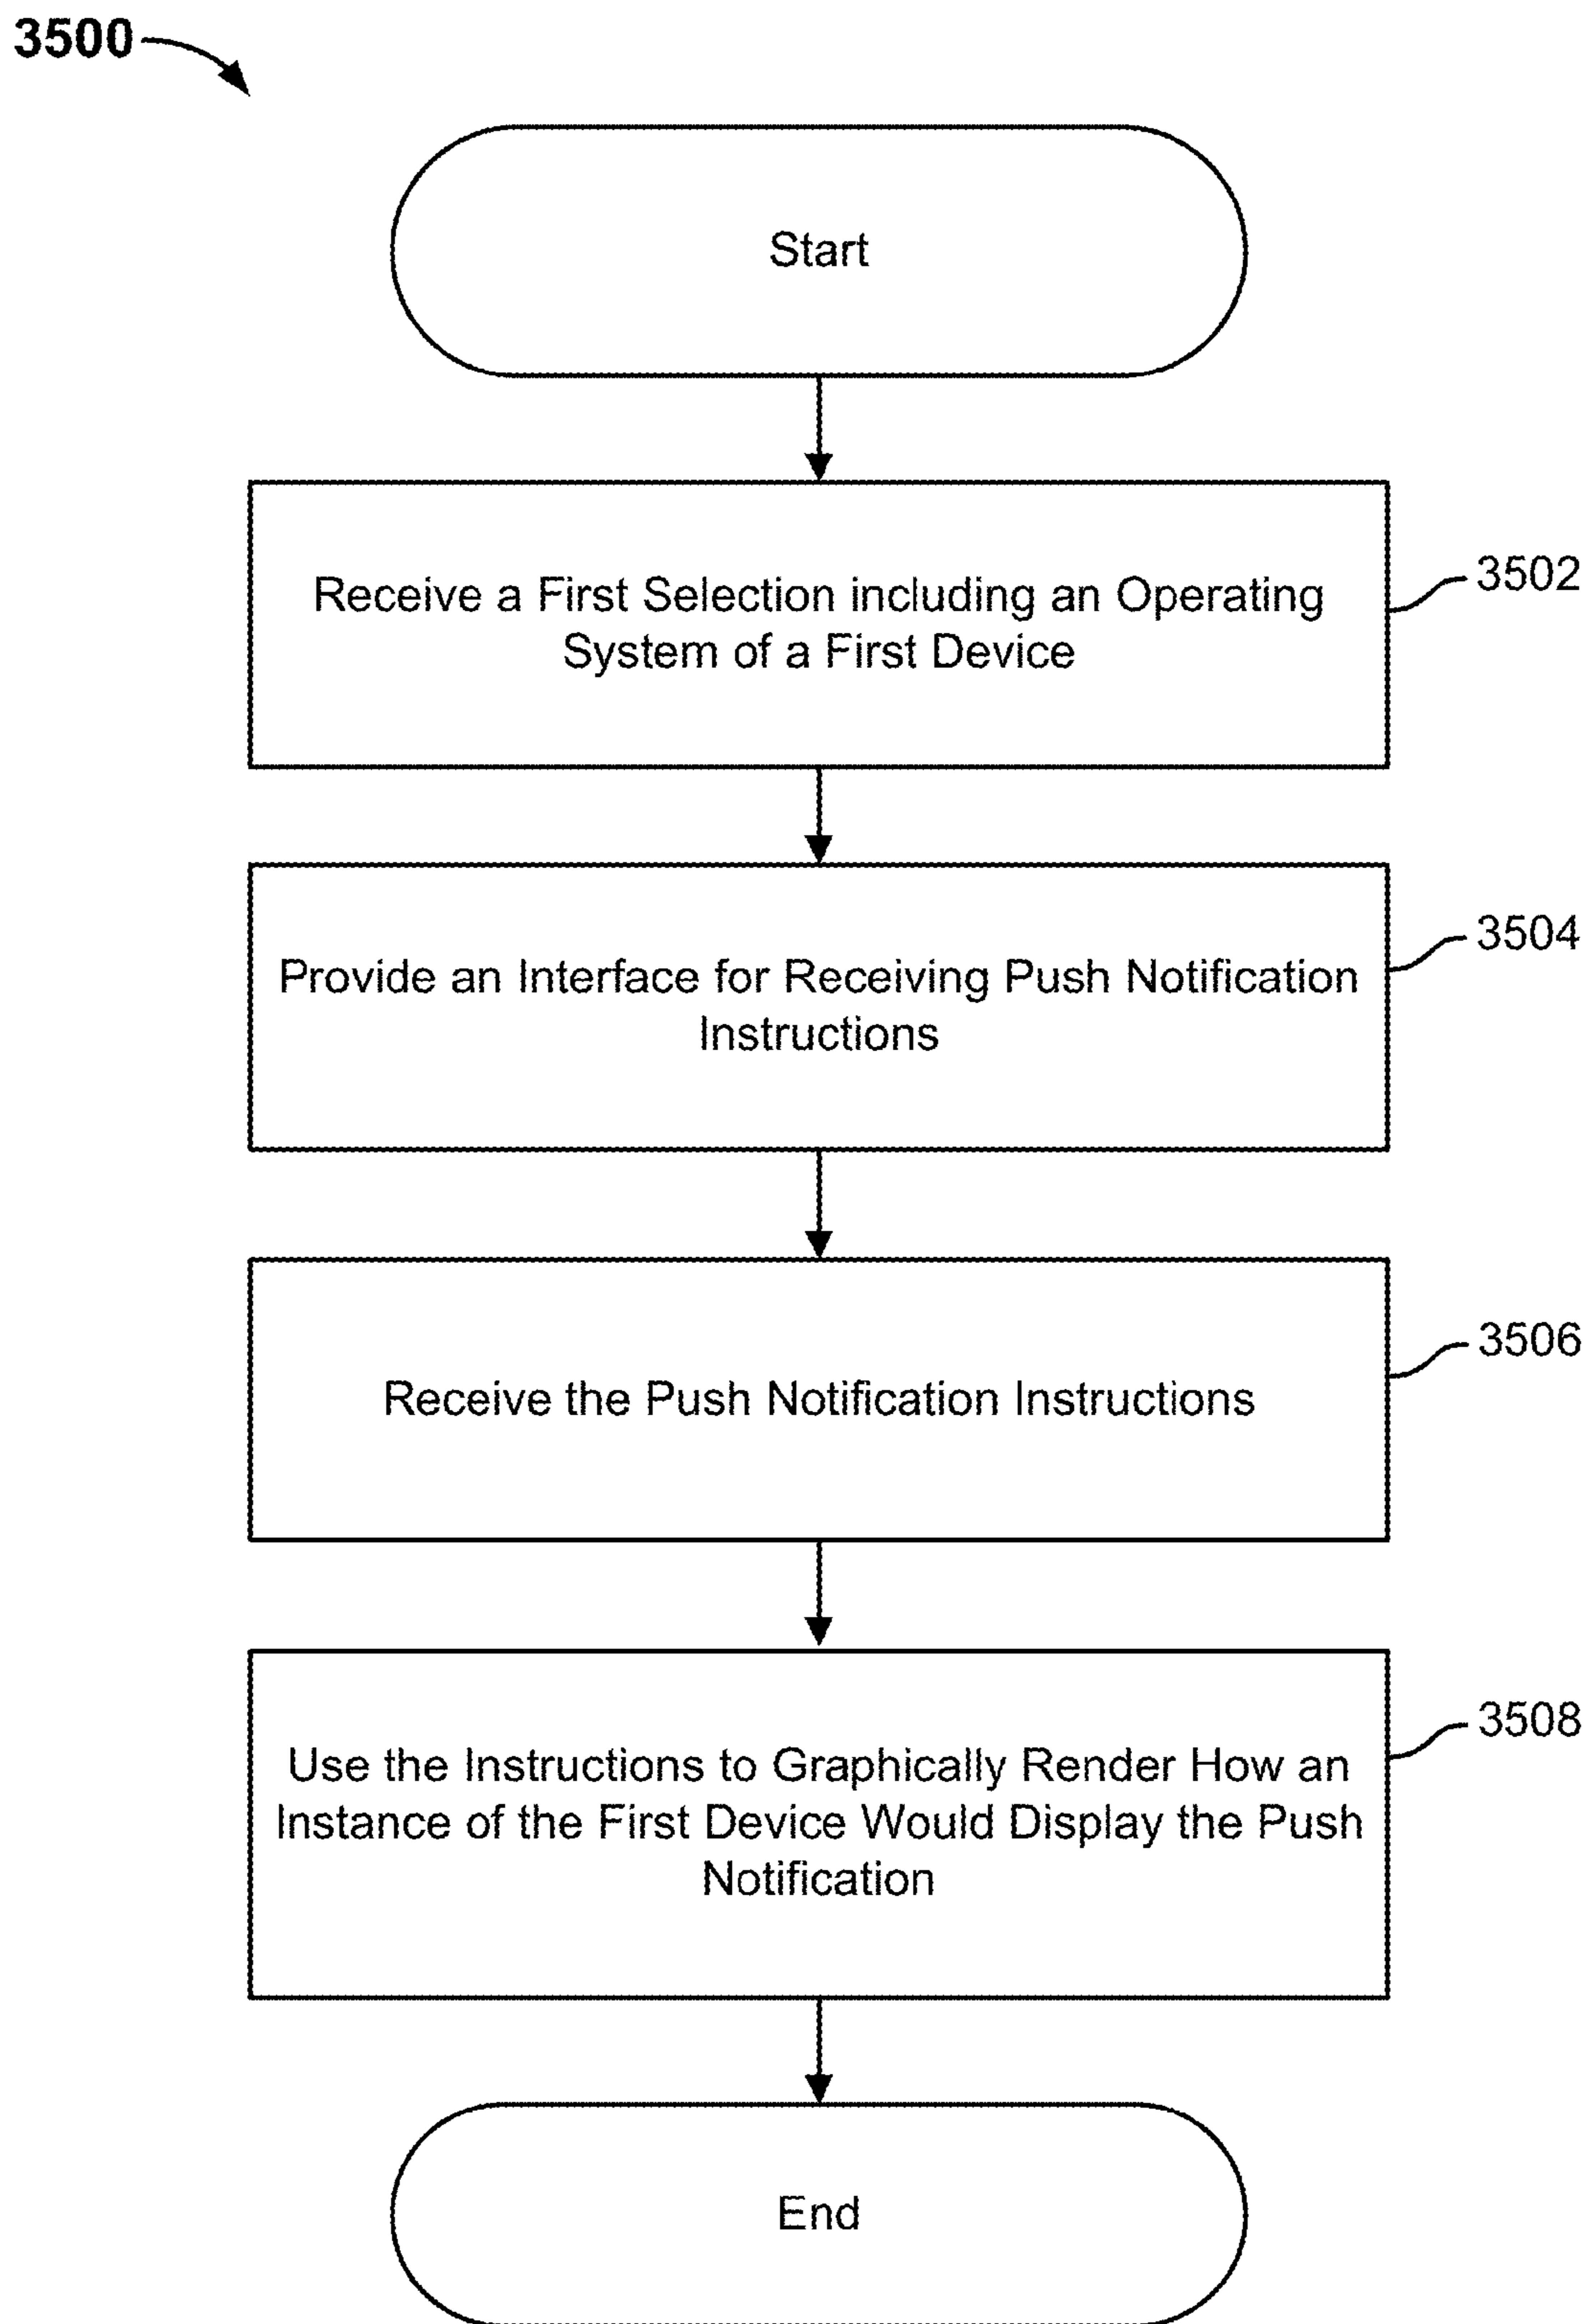 3500
Start
Receive a First Selection including an Operating
System of a First Device
3502
Provide an Interface for Receiving Push Notification
Instructions
3504
Receive the Push Notification Instructions
3506
Use the Instructions to Graphically Render How an
Instance of the First Device Would Display the Push
Notification
3508
End